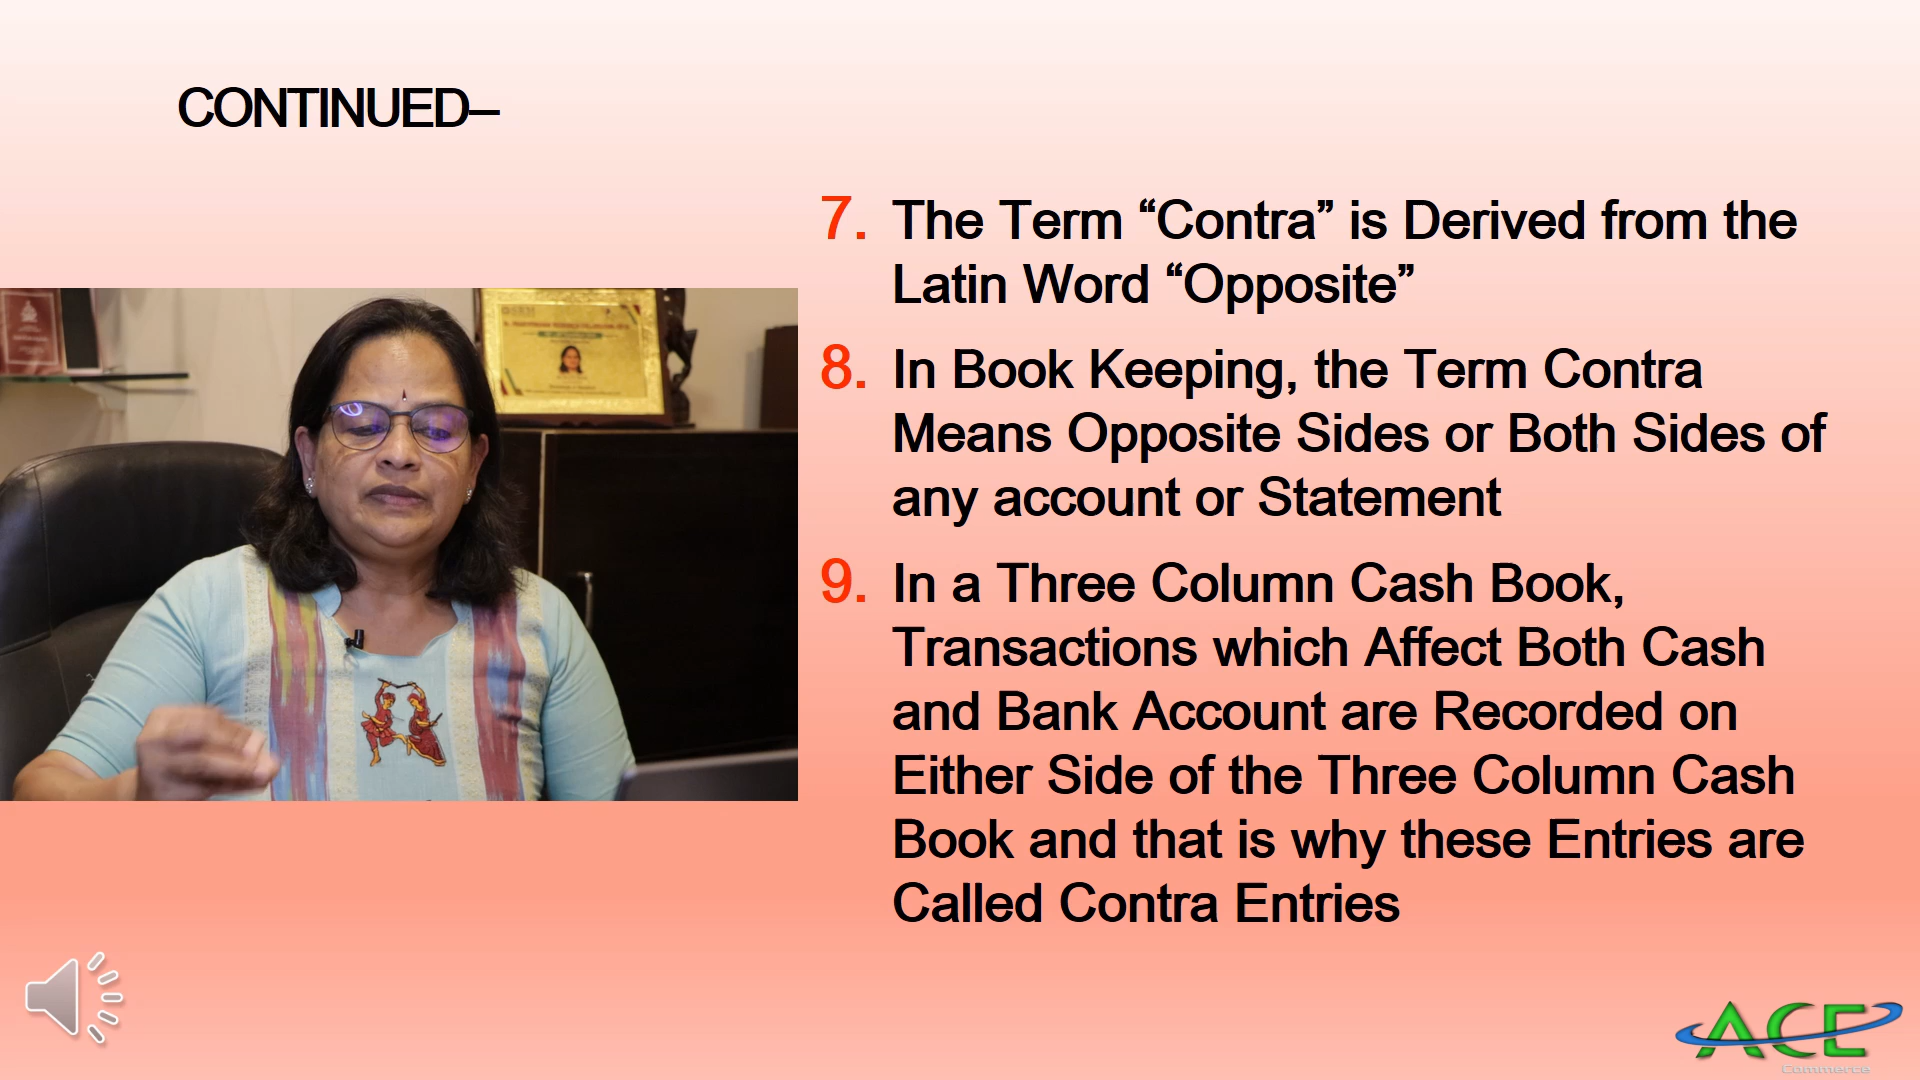 CONTINUED–
7. The Term “Contra” is Derived from the
Latin Word “Opposite”
8. In Book Keeping, the Term Contra
Means Opposite Sides or Both Sides of
any account or Statement
9. In a Three Column Cash Book,
Transactions which Affect Both Cash
and Bank Account are Recorded on
Either Side of the Three Column Cash
Book and that is why these Entries are
Called Contra Entries
ACE
Commerce